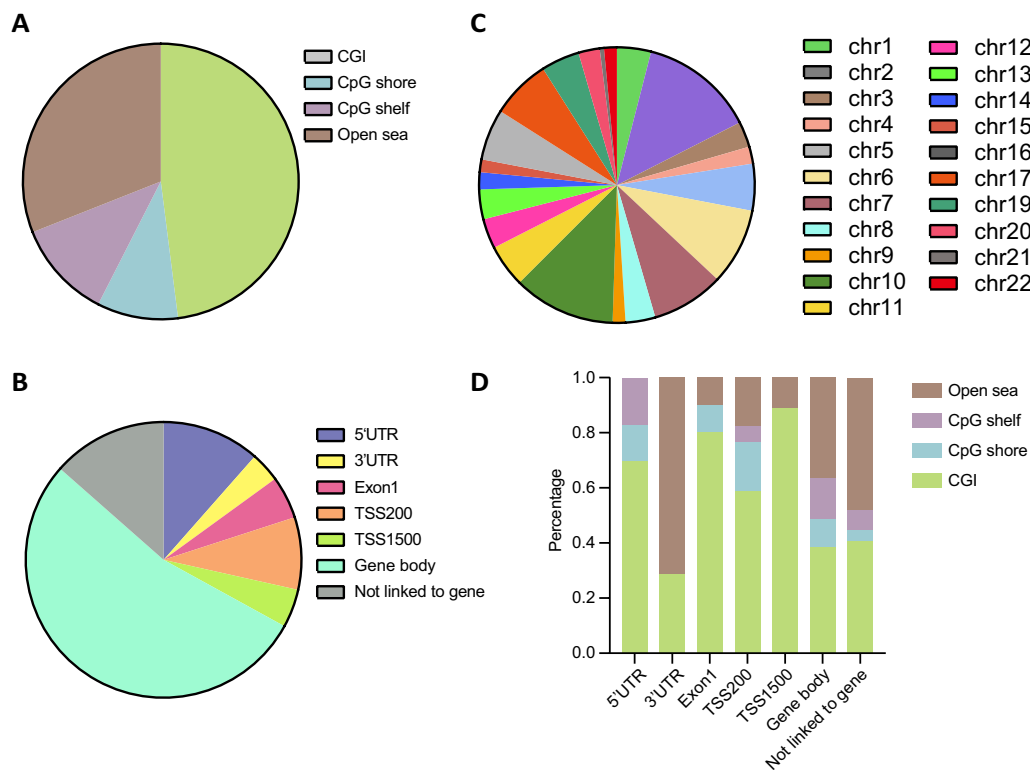 A
CGI
CpG shore
CpG shelf
Open sea
C
chr1
chr2
chr3
chr4
chr5
chr6
chr7
chr8
chr9
chr10
chr11
chr12
chr13
chr14
chr15
chr16
chr17
chr19
chr20
chr21
chr22
B
5'UTR
3'UTR
Exon1
TSS200
TSS1500
Gene body
Not linked to gene
D
Percentage
1.0
0.8
0.6
0.4
0.2
0.0
5'UTR
3'UTR
Exon1
TSS200
TSS1500
Gene body
Not linked to gene
Open sea
CpG shelf
CpG shore
CGI